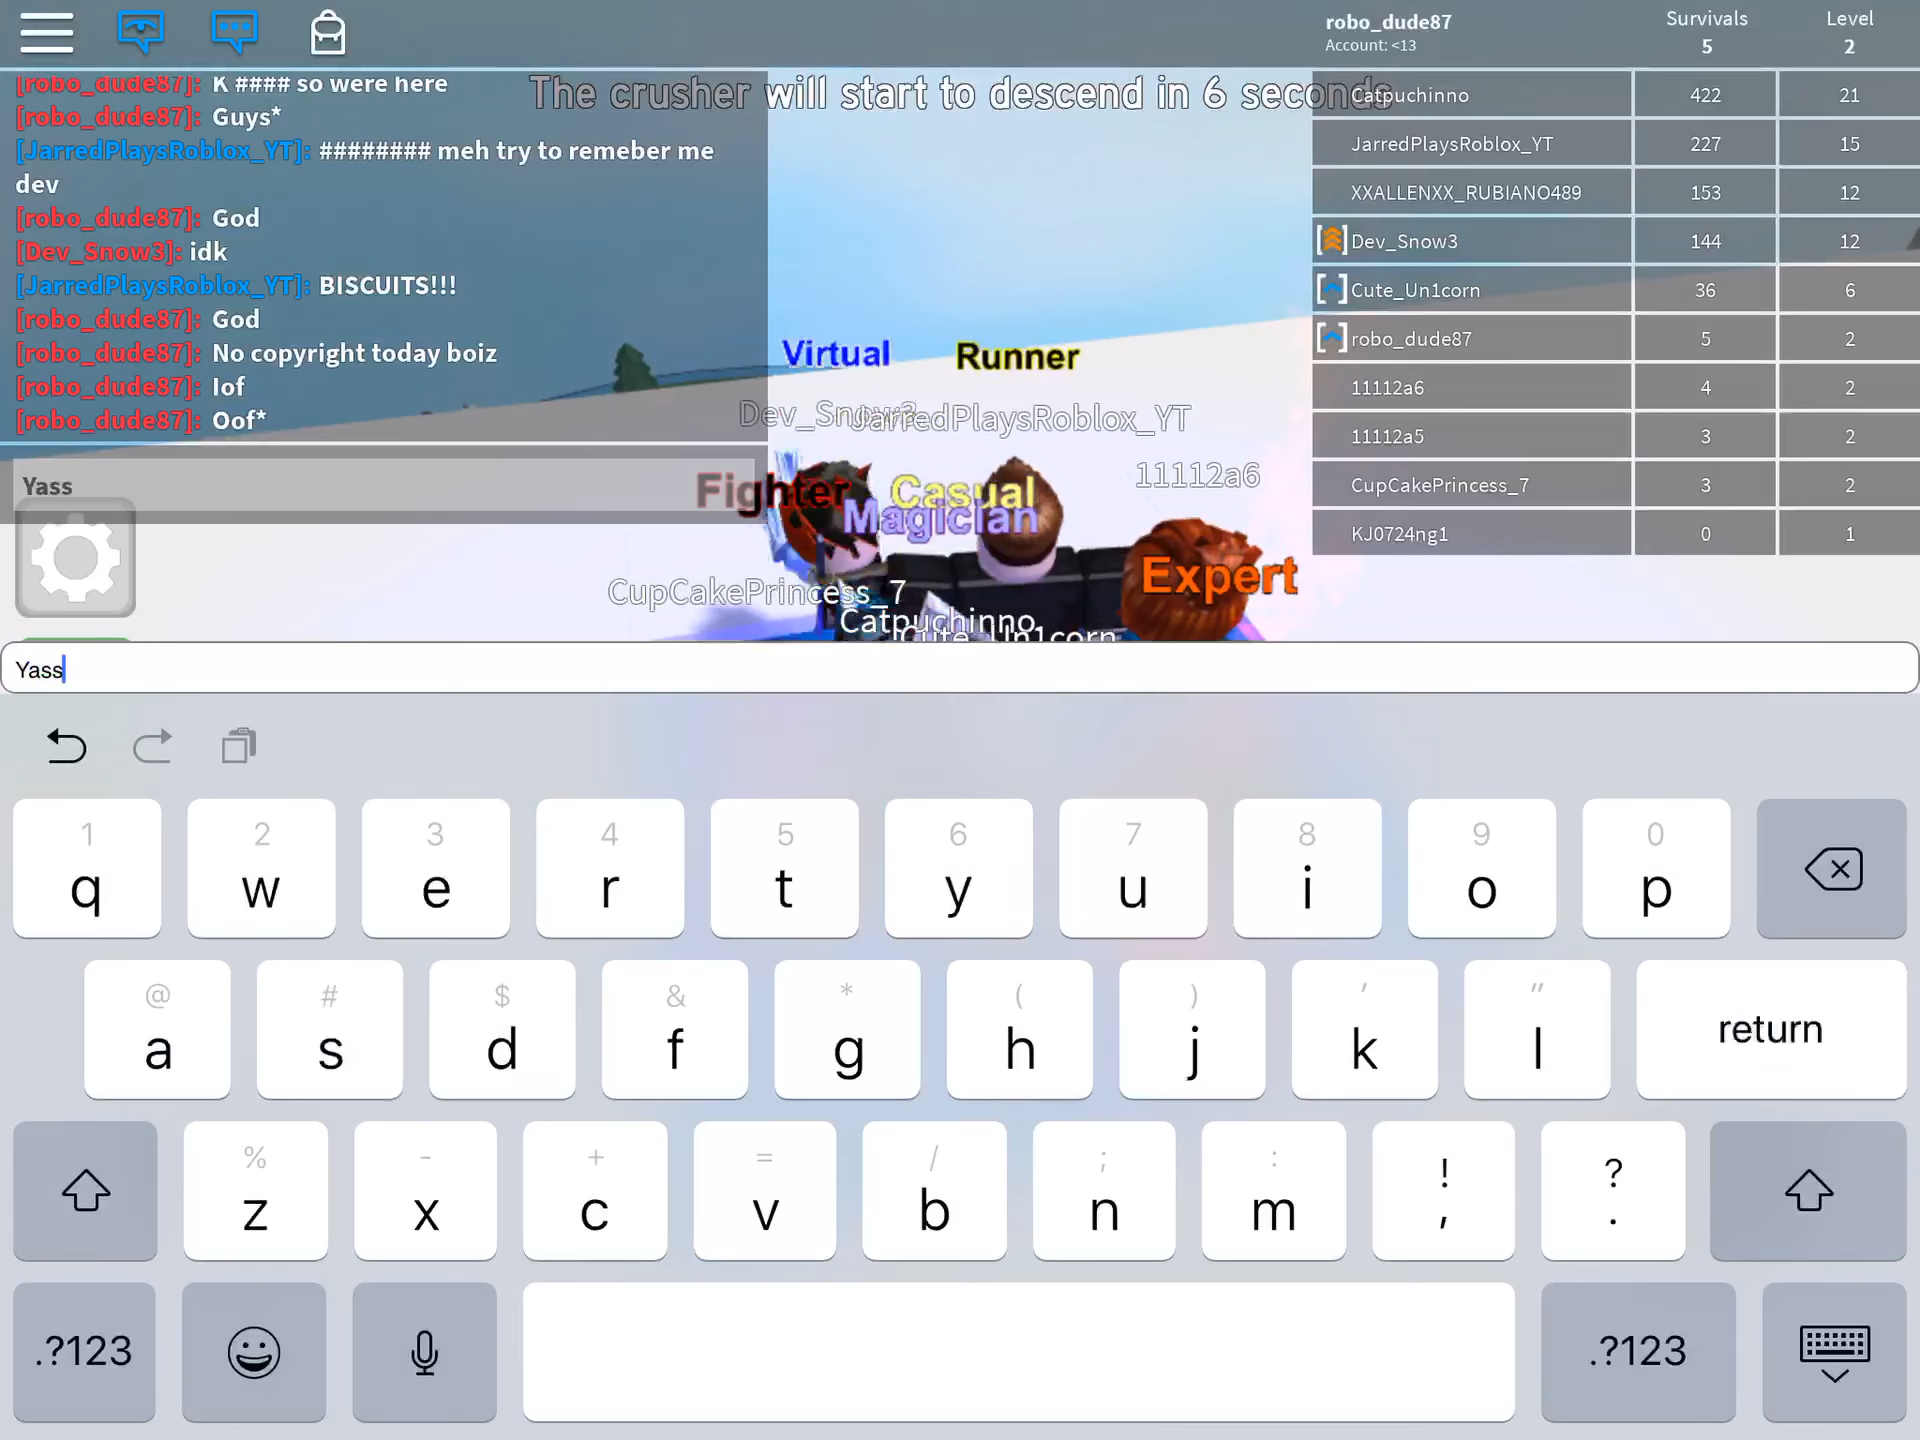 robo_dude87
Account: <13
Survivals
5
Level
2
[robo_dude87]: K #### so were here
[robo_dude87]: Guys*
[JarredPlaysRoblox_YT]: ######## meh try to remeber me
dev
[robo_dude87]: God
[Dev_Snow3]: idk
[JarredPlaysRoblox_YT]: BISCUITS!!!
[robo_dude87]: God
[robo_dude87]: No copyright today boiz
[robo_dude87]: Iof
[robo_dude87]: Oof*
Yass
The crusher will start to descend in 6 seconds
Catpuchinno 422 21
JarredPlaysRoblox_YT 227 15
XXALLENXX_RUBIANO489 153 12
Dev_Snow3 144 12
Cute_Un1corn 36 6
robo_dude87 5 2
11112a6 4 2
11112a5 3 2
CupCakePrincess_7 3 2
KJ0724ng1 0 1
Virtual
Runner
Dev_Snow3
JarredPlaysRoblox_YT
11112a6
Fighter
Casual
Magician
Expert
CupCakePrincess_7
Catpuchinno
Cute_Un1corn
Yass
1 2 3 4 5 6 7 8 9 0
q w e r t y u i o p
@ # $ & * ( ) ' "
a s d f g h j k l return
% - + = / ; : ! ?
z x c v b n m , .
.?123 .?123